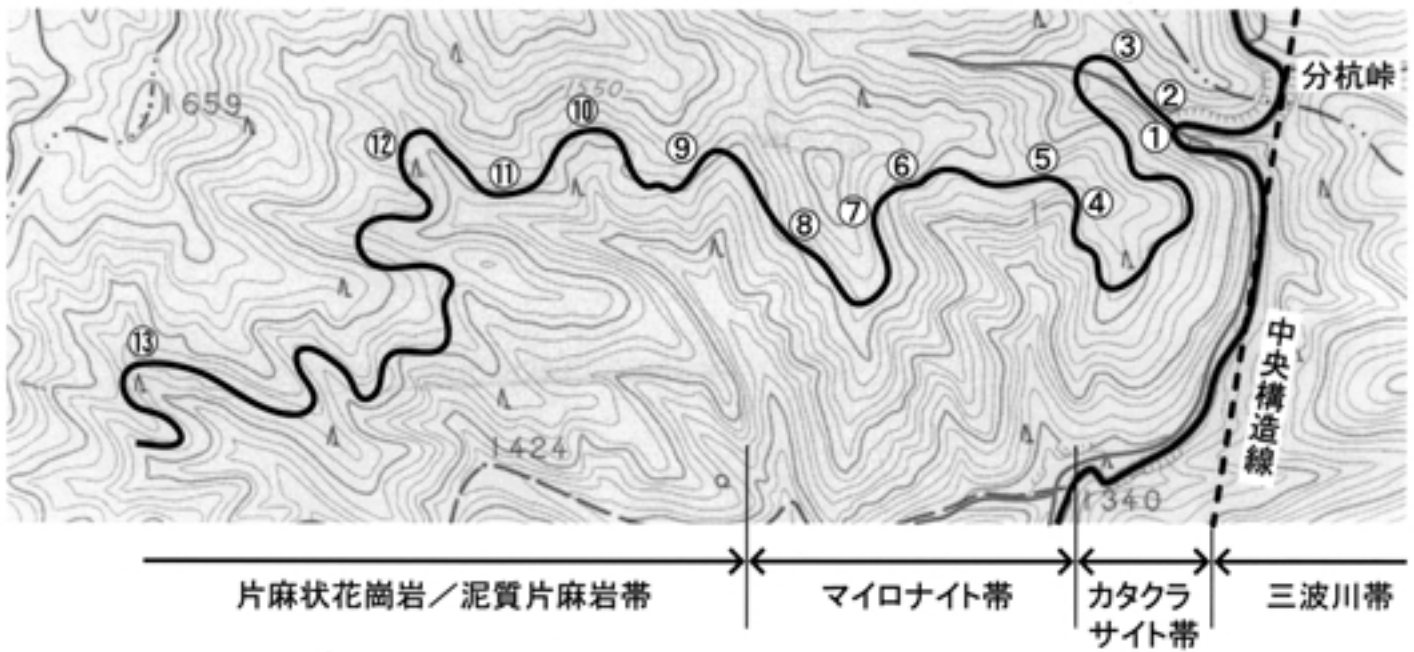 分杭峠
③
②
①
1659
1550
⑩
⑫
⑨
⑪
⑥
⑤
④
⑦
⑧
⑬
中央構造線
1424
1340
片麻状花崗岩／泥質片麻岩帯
マイロナイト帯
カタクラ
サイト帯
三波川帯